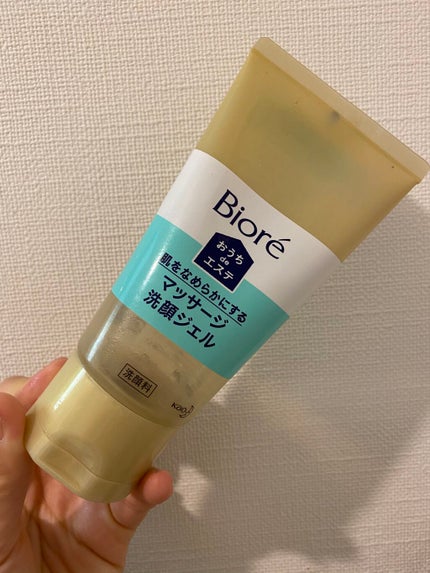 Bioré
おうち
de
エステ
肌をなめらかにする
マッサージ
洗顔ジェル
洗顔料
Kao